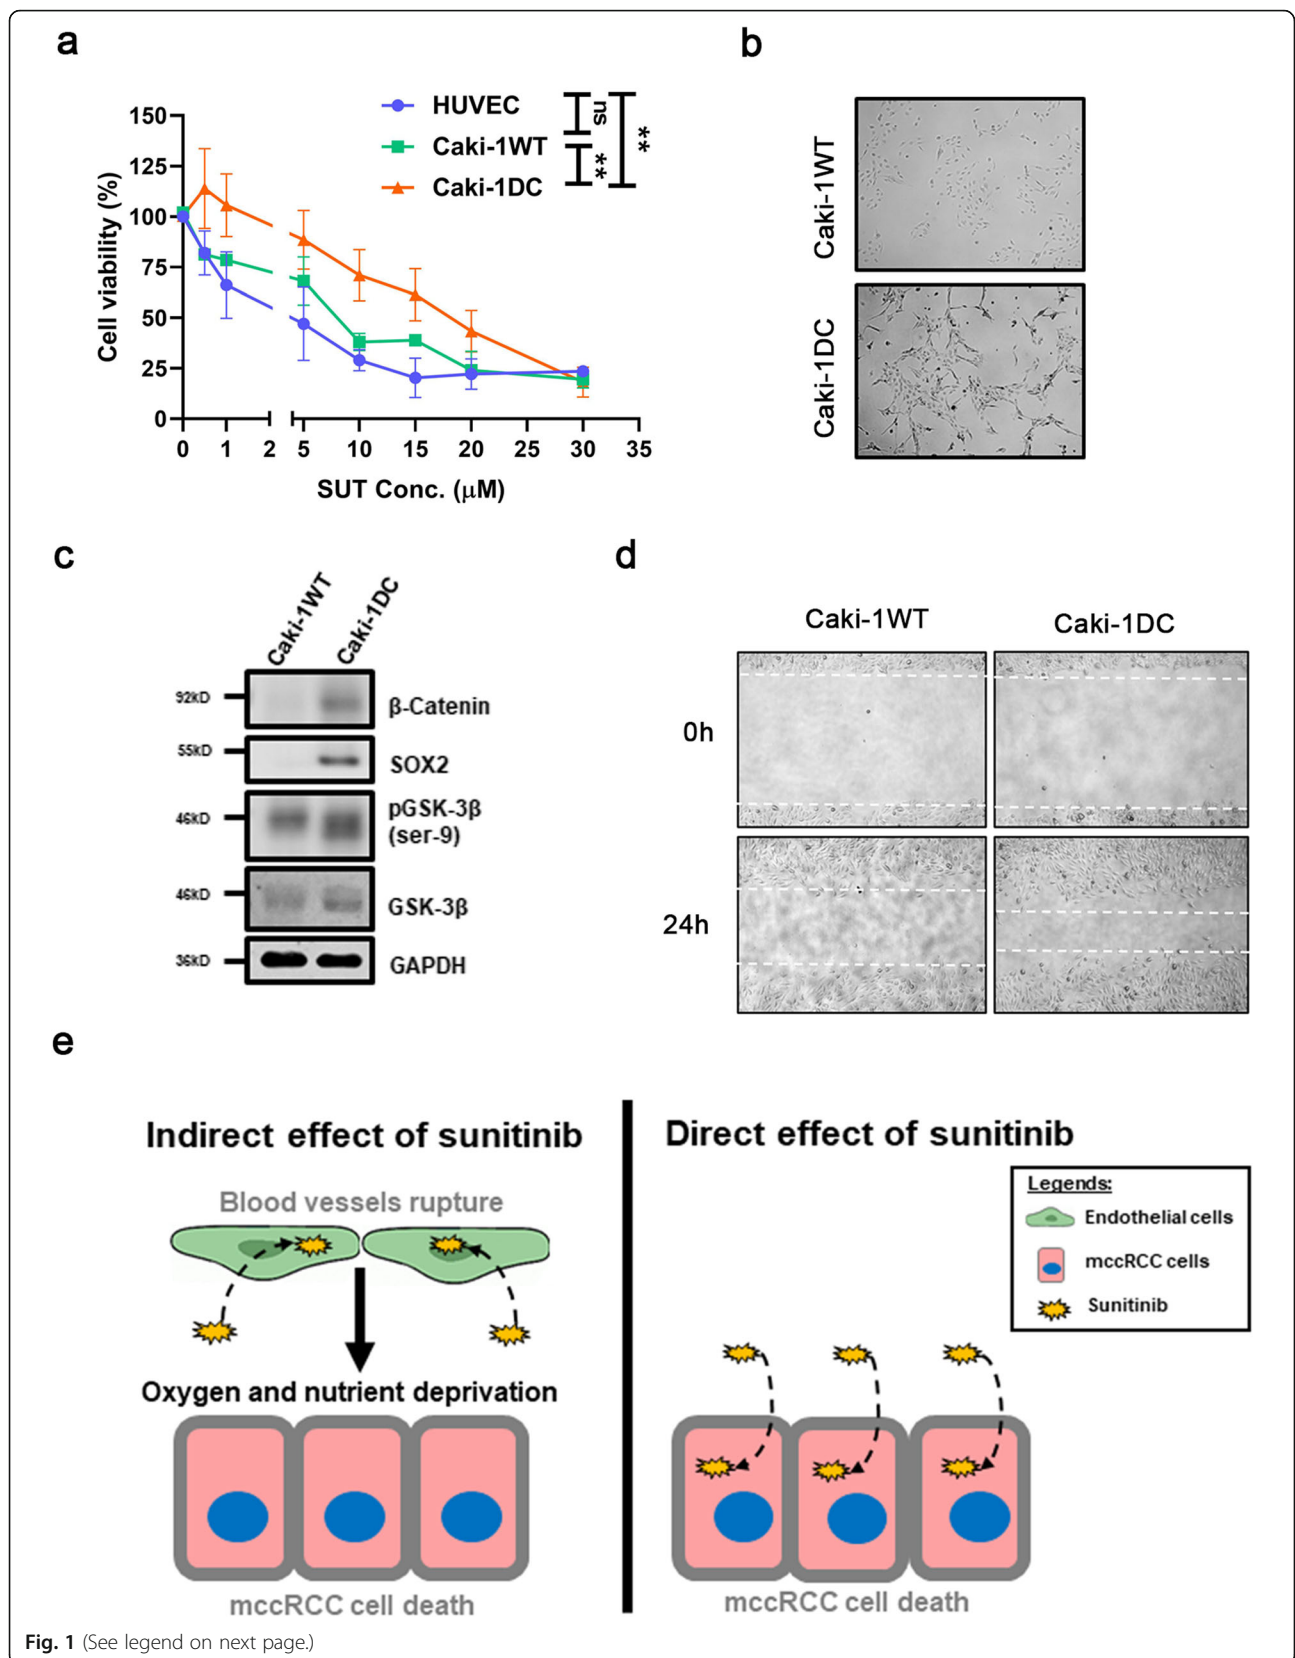 a
HUVEC
Caki-1WT
Caki-1DC
ns
**
**
150
125
100
75
50
25
0
Cell viability (%)
0 1 2 5 10 15 20 25 30 35
SUT Conc. (μM)
b
Caki-1WT
Caki-1DC
c
Caki-1WT
Caki-1DC
92kD
β-Catenin
55kD
SOX2
46kD
pGSK-3β
(ser-9)
46kD
GSK-3β
36kD
GAPDH
d
Caki-1WT
Caki-1DC
0h
24h
e
Indirect effect of sunitinib
Blood vessels rupture
Oxygen and nutrient deprivation
mccRCC cell death
Direct effect of sunitinib
Legends:
Endothelial cells
mccRCC cells
Sunitinib
mccRCC cell death
Fig. 1 (See legend on next page.)